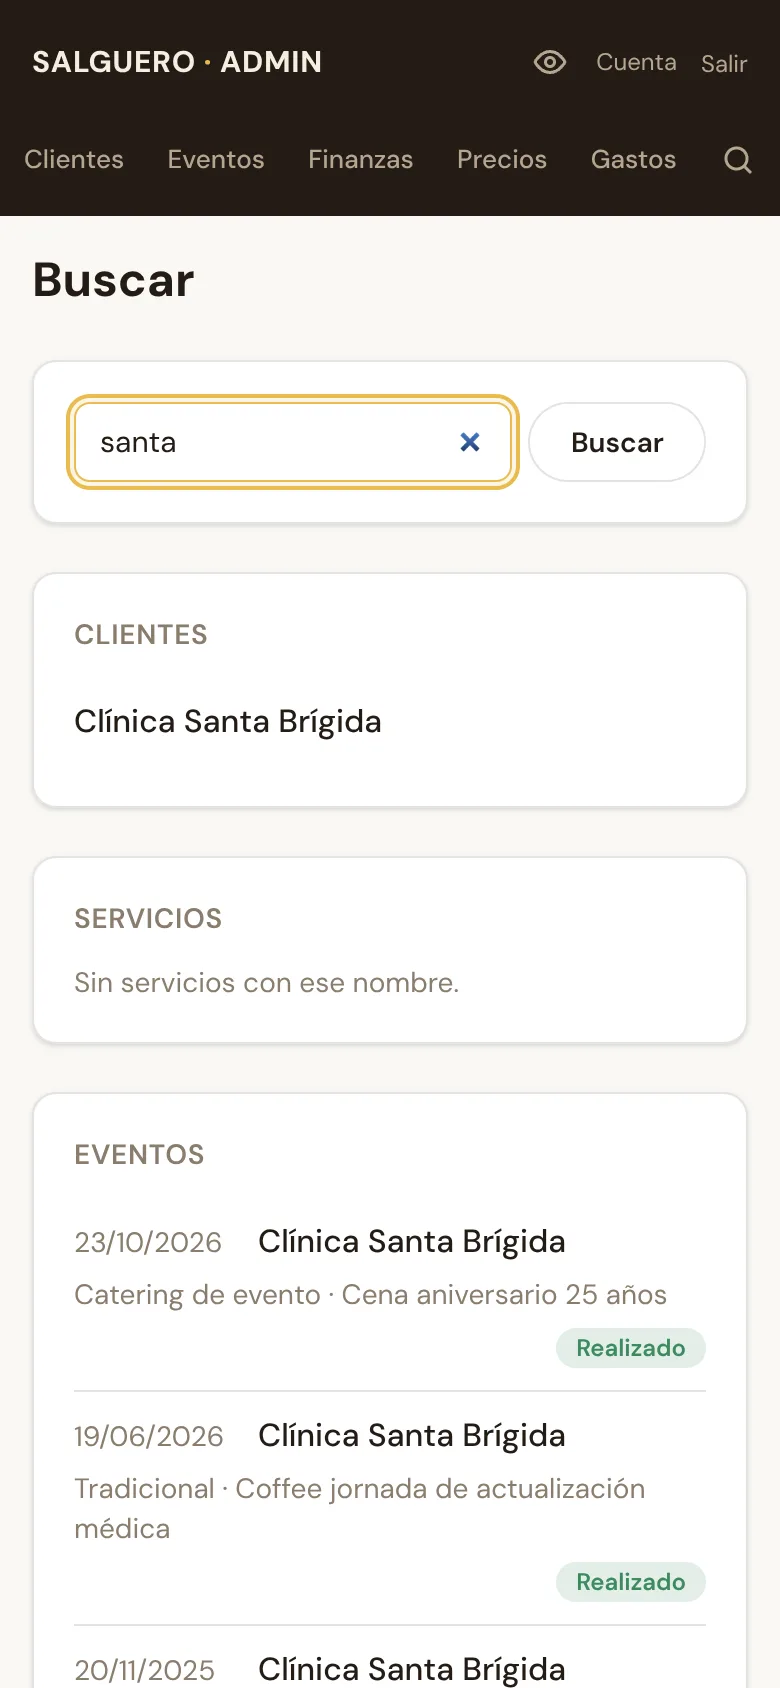 SALGUERO · ADMIN
Cuenta
Salir
Clientes
Eventos
Finanzas
Precios
Gastos
Buscar
santa
Buscar
CLIENTES
Clínica Santa Brígida
SERVICIOS
Sin servicios con ese nombre.
EVENTOS
23/10/2026 Clínica Santa Brígida
Catering de evento · Cena aniversario 25 años
Realizado
19/06/2026 Clínica Santa Brígida
Tradicional · Coffee jornada de actualización
médica
Realizado
20/11/2025 Clínica Santa Brígida